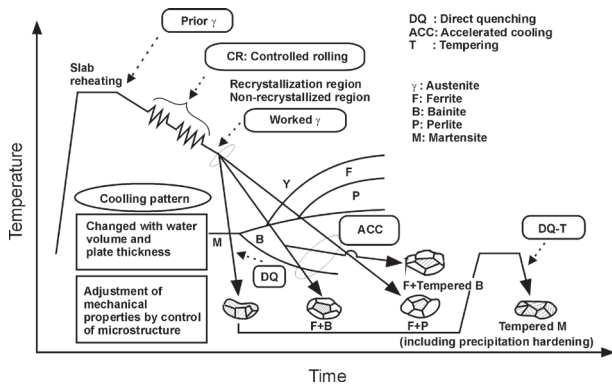 Prior γ
DQ : Direct quenching
ACC: Accelerated cooling
T : Tempering
CR: Controlled rolling
Slab
reheating
Recrystallization region
Non-recrystallized region
γ : Austenite
F: Ferrite
B: Bainite
P: Perlite
M: Martensite
Worked γ
Temperature
Y
F
P
Coolling pattern
Changed with water
volume and
plate thickness
M
B
ACC
DQ
DQ-T
F+Tempered B
Adjustment of
mechanical
properties by control
of microstructure
F+B
F+P
Tempered M
(including precipitation hardening)
Time